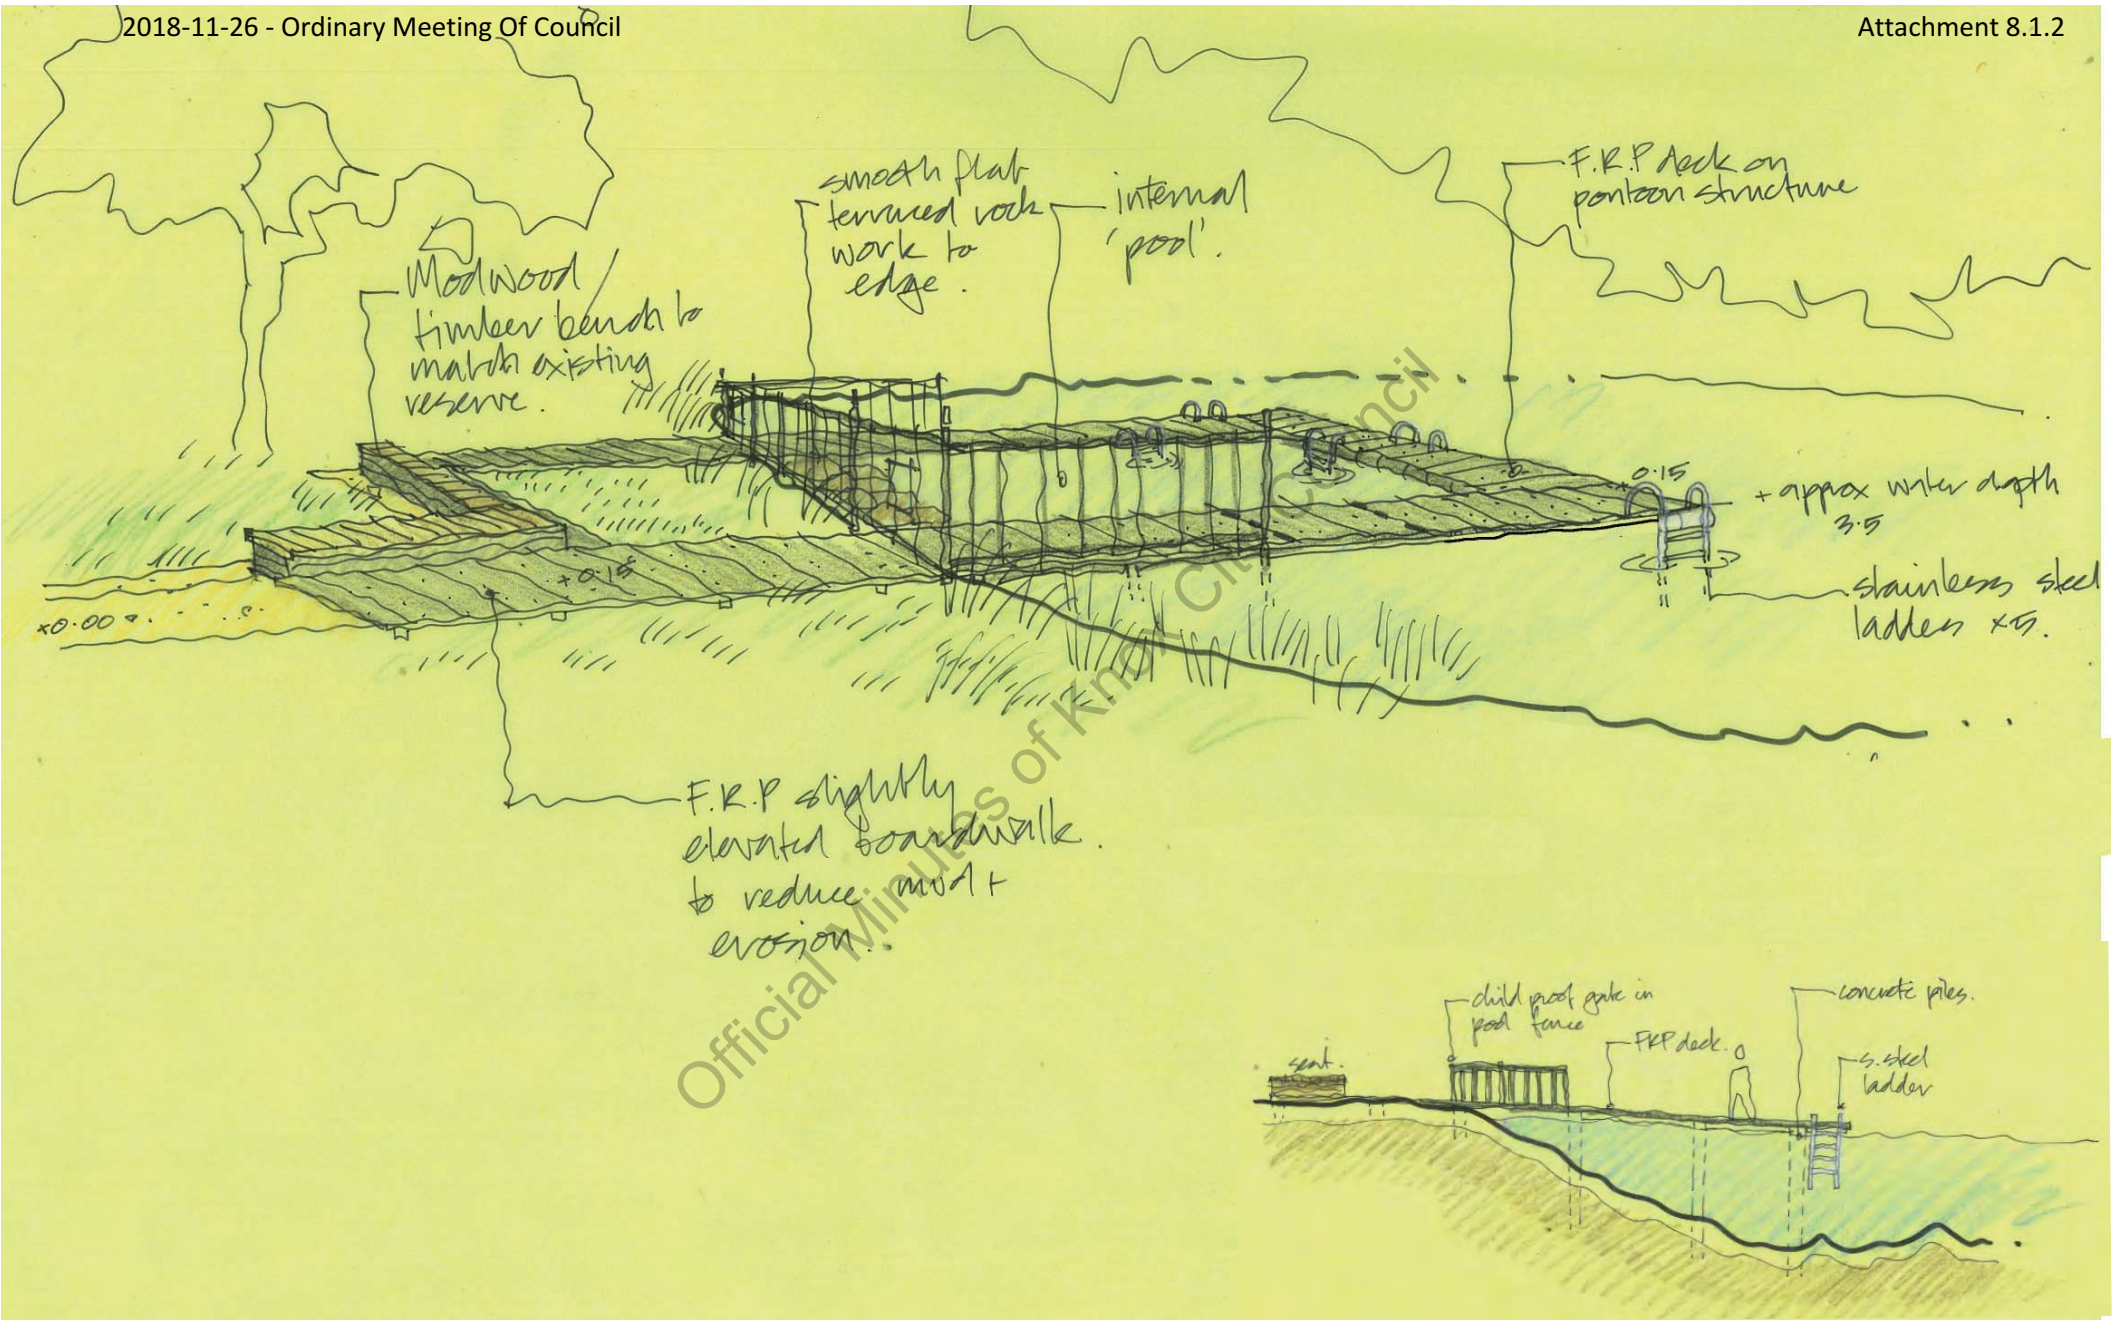 2018-11-26 - Ordinary Meeting Of Council
Attachment 8.1.2
Modwood /
timber bench to
match existing
reserve.
smooth flat
terraced rock
work to
edge.
internal
'pool'.
F.R.P deck on
pontoon structure
+0.15
+ approx water depth
3.5
stainless steel
ladders x5.
+0.15
+0.00
F.R.P slightly
elevated boardwalk.
to reduce mud +
erosion.
Official Minutes of Knox City Council
child proof gate in
pool fence
concrete piles.
FRP deck.
seat.
s.steel
ladder